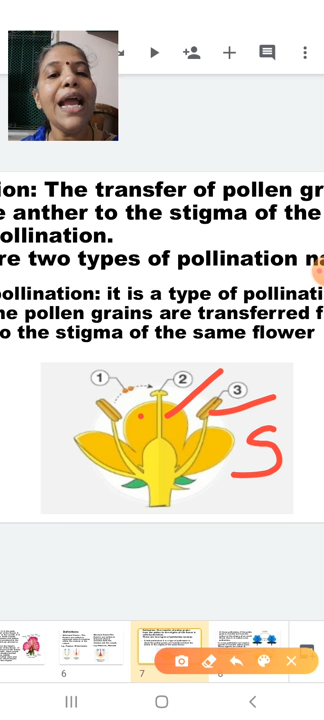 ion: The transfer of pollen gr
e anther to the stigma of the
ollination.
re two types of pollination na
pollination: it is a type of pollinati
he pollen grains are transferred f
o the stigma of the same flower
1
2
3
S
6
7
8